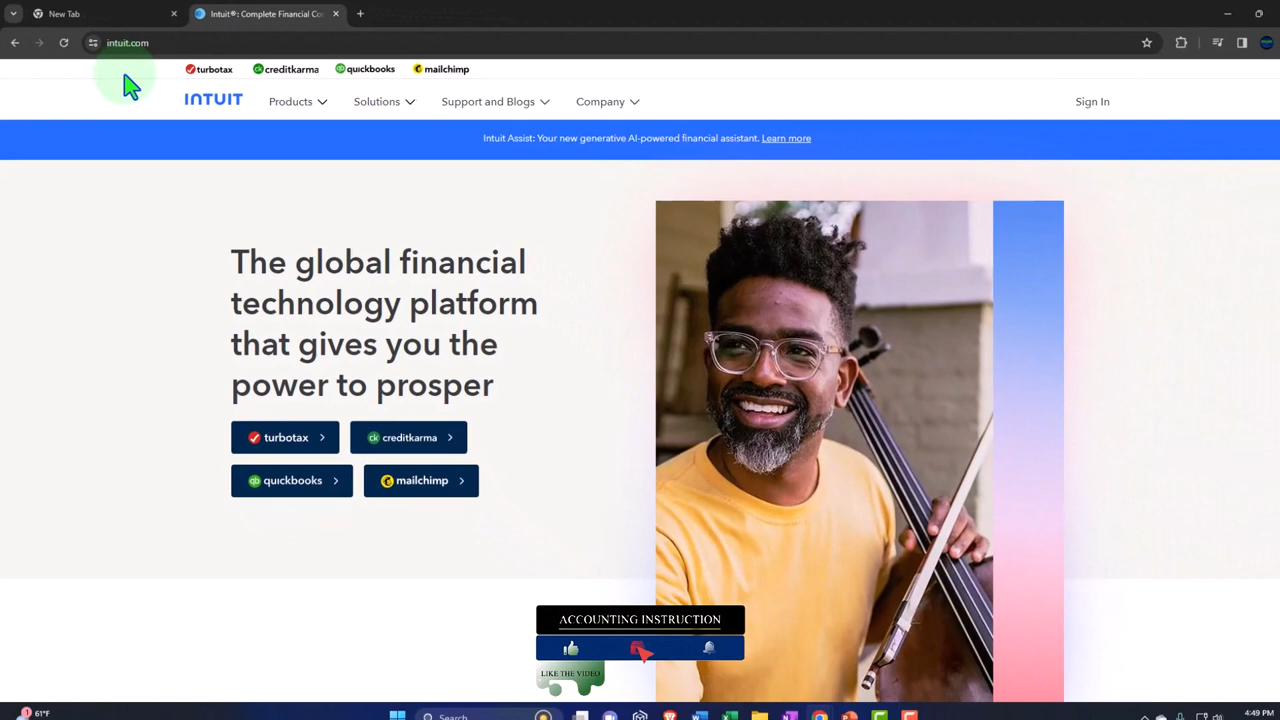 New Tab
Intuit®: Complete Financial Co
intuit.com
turbotax creditkarma quickbooks mailchimp
INTUIT Products Solutions Support and Blogs Company Sign In
Intuit Assist: Your new generative AI-powered financial assistant. Learn more
The global financial
technology platform
that gives you the
power to prosper
turbotax creditkarma
quickbooks mailchimp
ACCOUNTING INSTRUCTION
LIKE THE VIDEO
1 61°F Search 4:49 PM